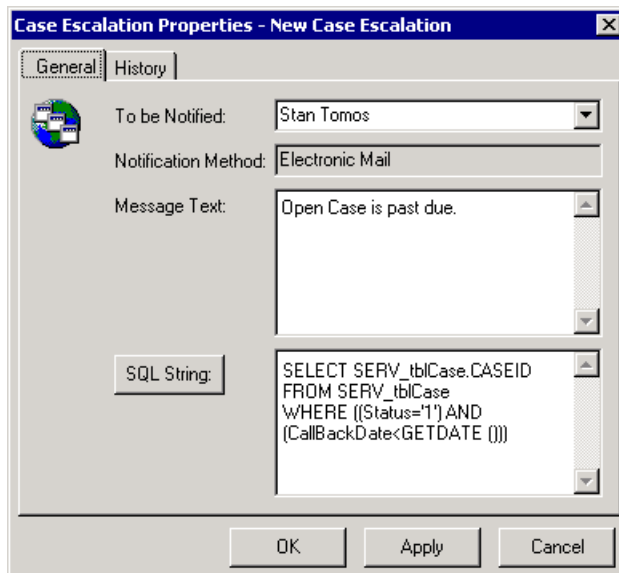 Case Escalation Properties - New Case Escalation
General History
To be Notified: Stan Tomos
Notification Method: Electronic Mail
Message Text: Open Case is past due.
SQL String: SELECT SERV_tblCase.CASEID
FROM SERV_tblCase
WHERE ((Status='1') AND
(CallBackDate<GETDATE ()))
OK Apply Cancel